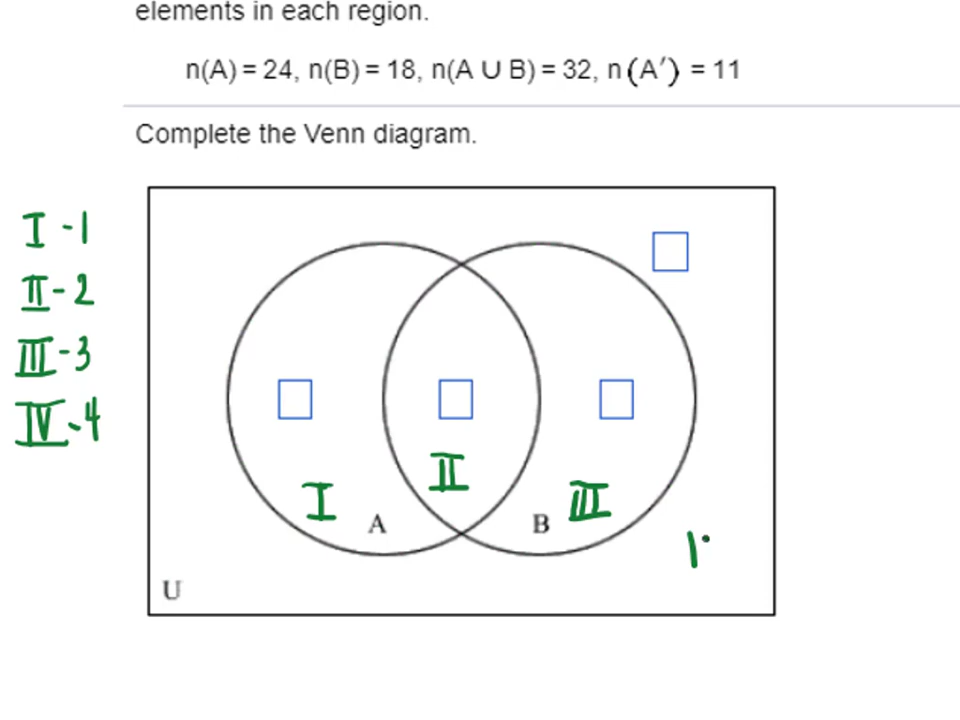 elements in each region.
n(A) = 24, n(B) = 18, n(A ∪ B) = 32, n(A′) = 11
Complete the Venn diagram.
I - 1
II - 2
III - 3
IV - 4
I
II
III
A
B
U